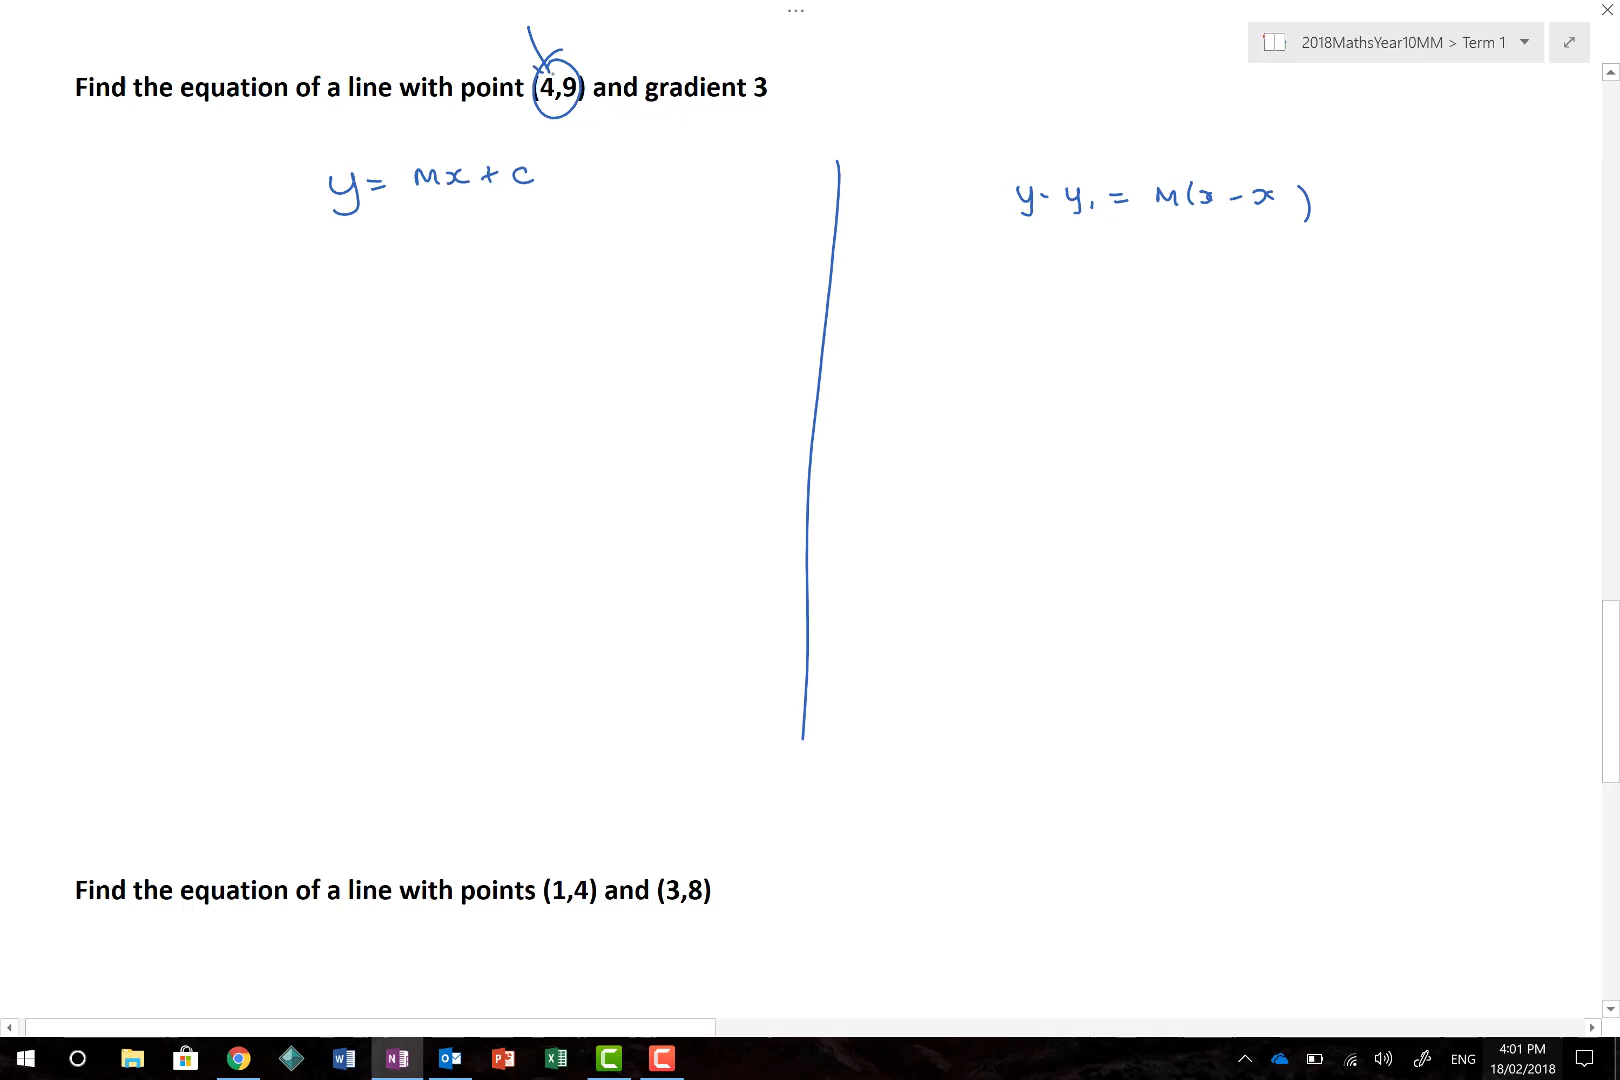 2018MathsYear10MM > Term 1
Find the equation of a line with point (4,9) and gradient 3
y = mx + c
y - y₁ = m(x - x )
Find the equation of a line with points (1,4) and (3,8)
ENG
4:01 PM
18/02/2018